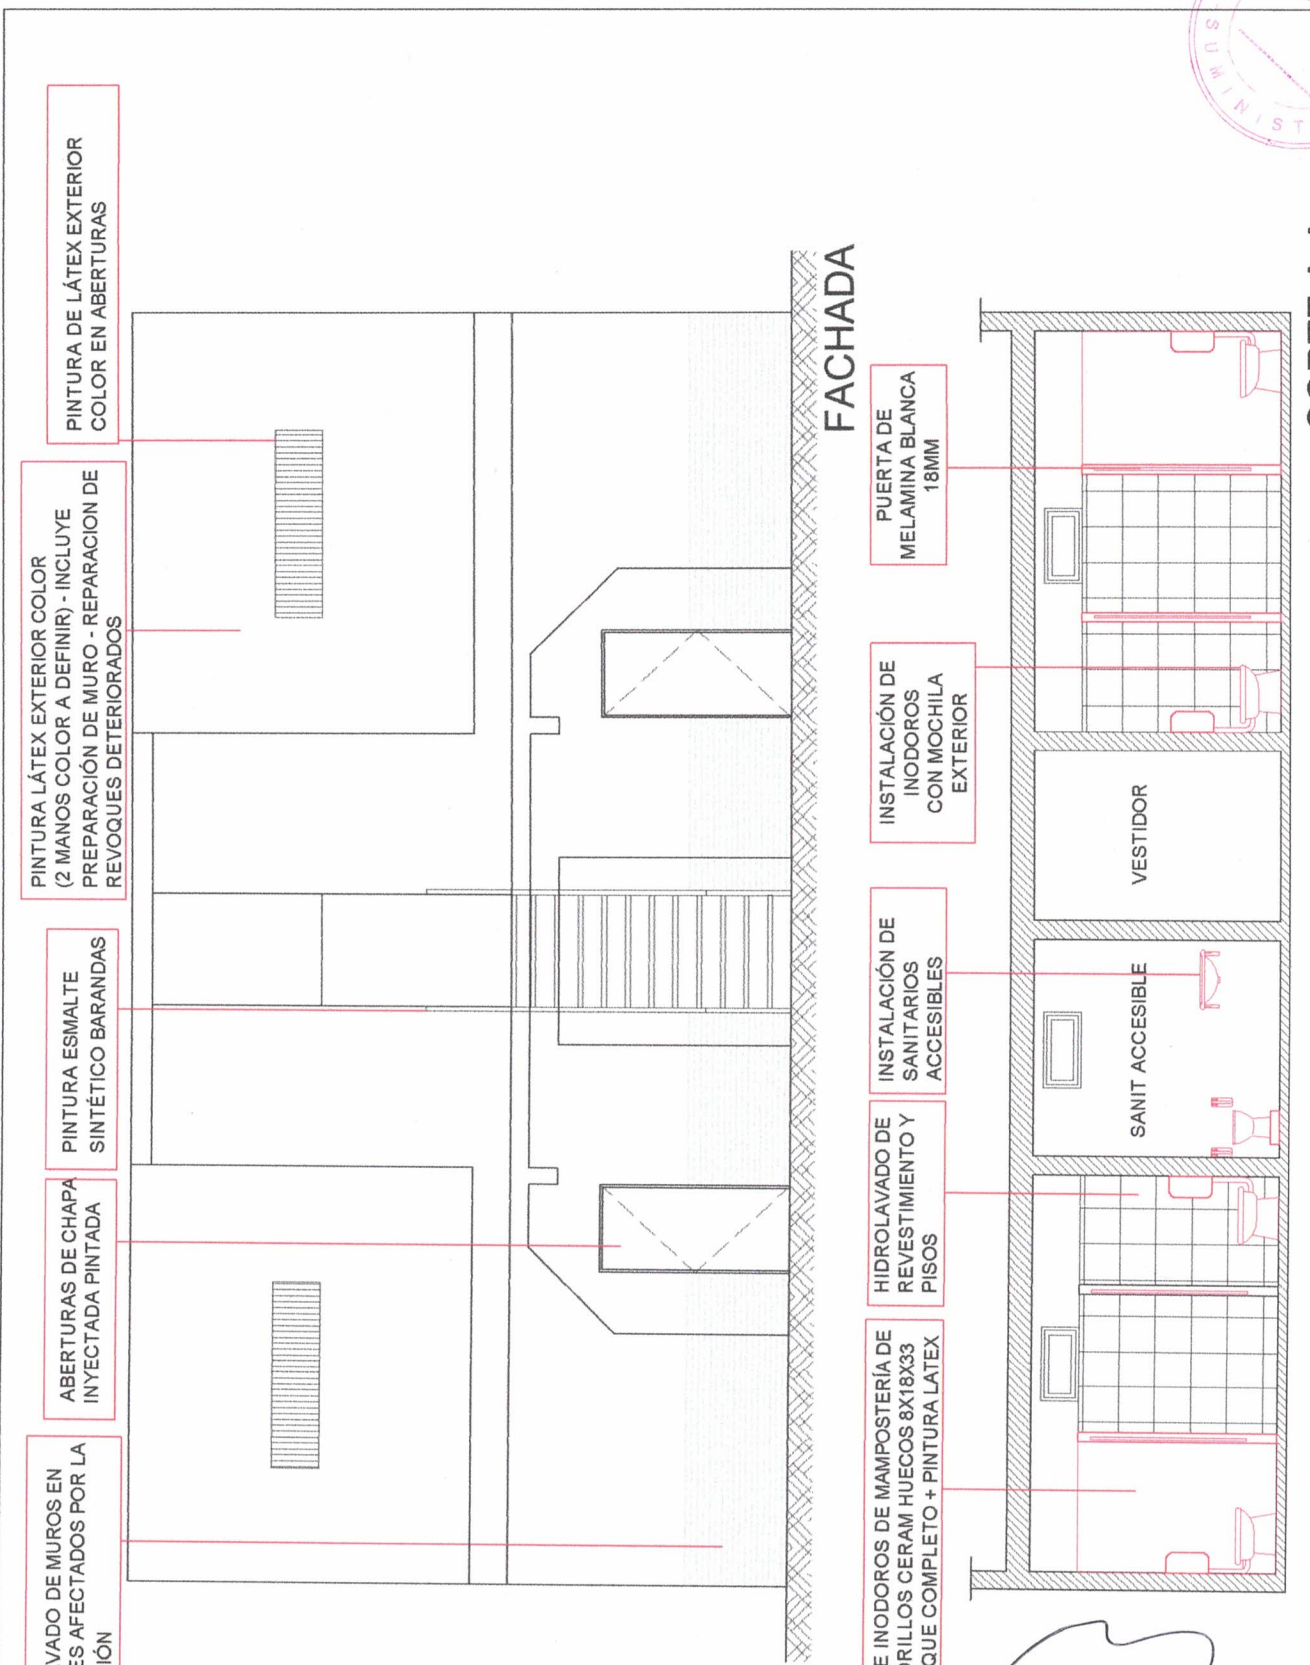 VADO DE MUROS EN
ES AFECTADOS POR LA
IÓN
ABERTURAS DE CHAPA
INYECTADA PINTADA
PINTURA ESMALTE
SINTÉTICO BARANDAS
PINTURA LÁTEX EXTERIOR COLOR
(2 MANOS COLOR A DEFINIR) - INCLUYE
PREPARACIÓN DE MURO - REPARACION DE
REVOQUES DETERIORADOS
PINTURA DE LÁTEX EXTERIOR
COLOR EN ABERTURAS
FACHADA
E INODOROS DE MAMPOSTERÍA DE
DRILLOS CERAM HUECOS 8X18X33
QUE COMPLETO + PINTURA LATEX
HIDROLAVADO DE
REVESTIMIENTO Y
PISOS
INSTALACIÓN DE
SANITARIOS
ACCESIBLES
INSTALACIÓN DE
INODOROS
CON MOCHILA
EXTERIOR
PUERTA DE
MELAMINA BLANCA
18MM
SANIT ACCESIBLE
VESTIDOR
SUMINIST